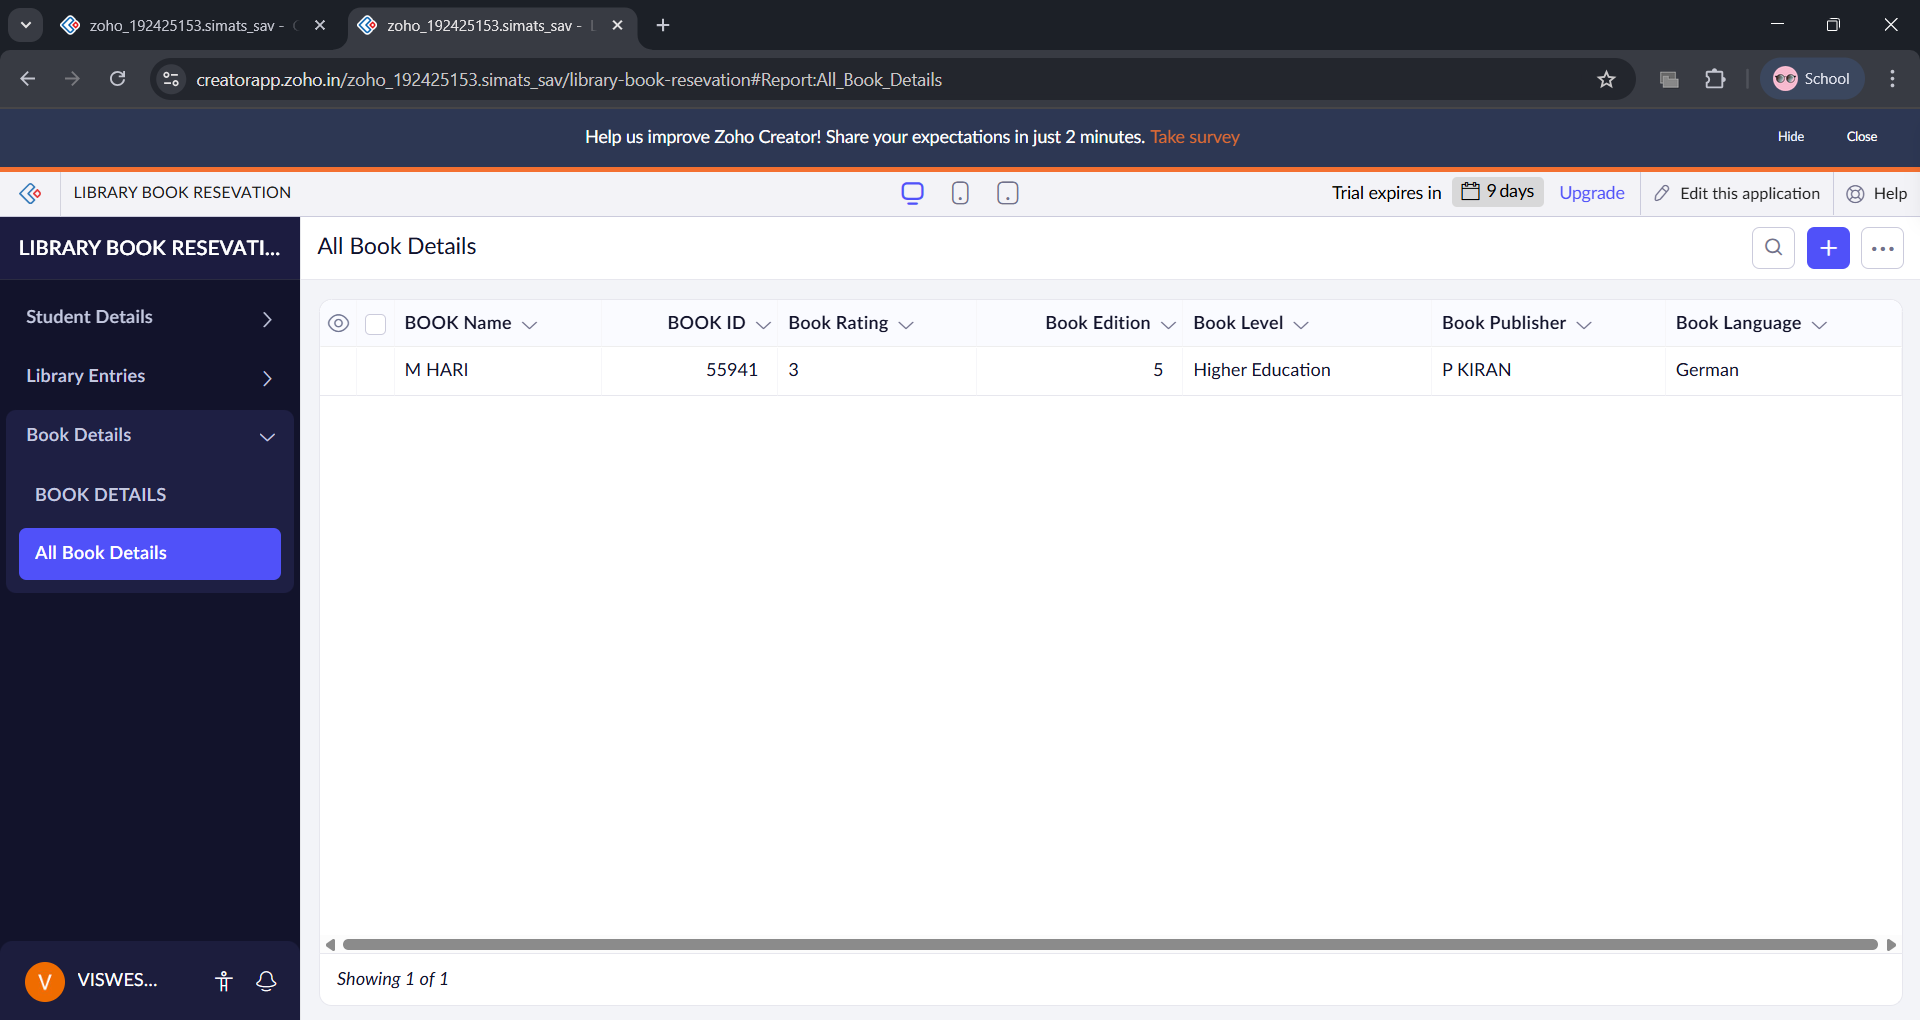 zoho_192425153.simats_sav -
zoho_192425153.simats_sav -
creatorapp.zoho.in/zoho_192425153.simats_sav/library-book-resevation#Report:All_Book_Details
School
Help us improve Zoho Creator! Share your expectations in just 2 minutes. Take survey
Hide
Close
LIBRARY BOOK RESEVATION
Trial expires in 9 days
Upgrade
Edit this application
Help
LIBRARY BOOK RESEVATI...
All Book Details
Student Details
Library Entries
Book Details
BOOK DETAILS
All Book Details
BOOK Name BOOK ID Book Rating Book Edition Book Level Book Publisher Book Language
M HARI 55941 3 5 Higher Education P KIRAN German
Showing 1 of 1
V VISWES...